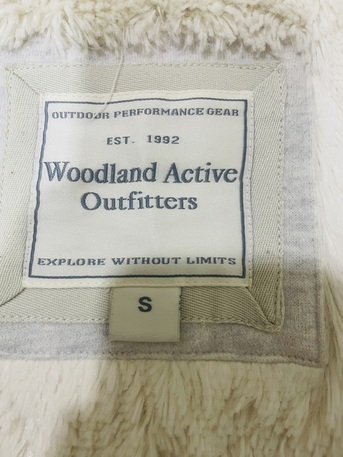 OUTDOOR PERFORMANCE GEAR
EST. 1992
Woodland Active
Outfitters
EXPLORE WITHOUT LIMITS
S